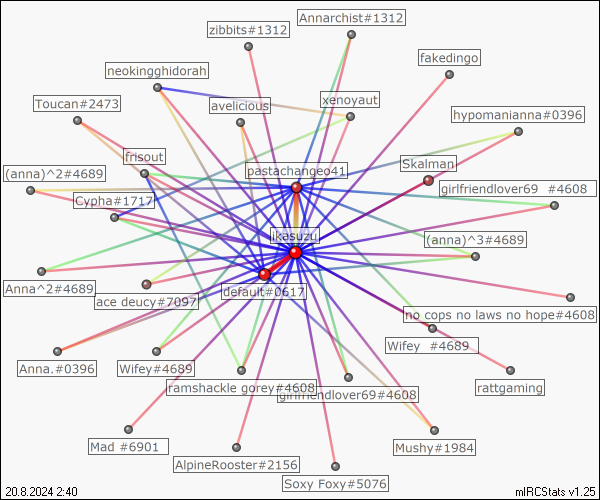 Annarchist#1312
zibbits#1312
fakedingo
neokingghidorah
Toucan#2473
avelicious
xenoyaut
hypomanianna#0396
frisout
pastachangeo41
Skalman
(anna)^2#4689
girlfriendlover69 #4608
Cypha#1717
ikasuzu
(anna)^3#4689
Anna^2#4689
ace deucy#7097
default#0617
no cops no laws no hope#4608
Wifey #4689
Anna.#0396
Wifey#4689
ramshackle gorey#4608
girlfriendlover69#4608
rattgaming
Mad #6901
Mushy#1984
AlpineRooster#2156
Soxy Foxy#5076
20.8.2024 2:40
mIRCStats v1.25